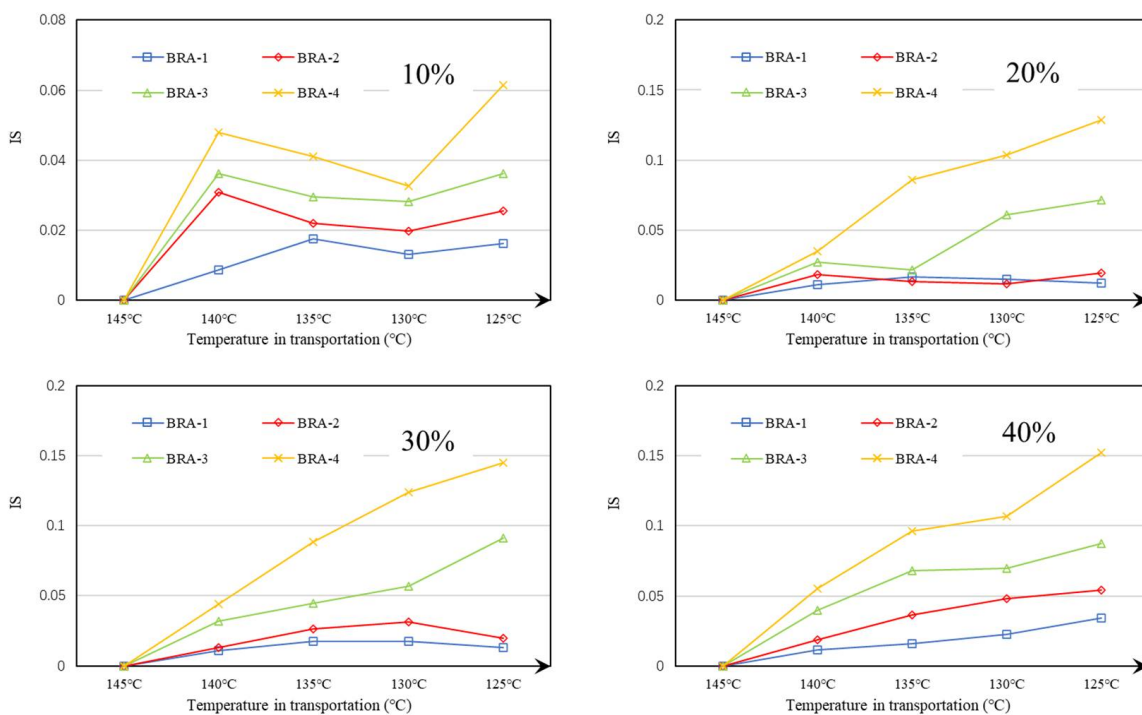 0.08
BRA-1
BRA-2
10%
0.06
BRA-3
BRA-4
IS
0.04
0.02
0
145℃
140℃
135℃
130℃
125℃
Temperature in transportation (℃)
0.2
BRA-1
BRA-2
20%
0.15
BRA-3
BRA-4
IS
0.1
0.05
0
145℃
140℃
135℃
130℃
125℃
Temperature in transportation (℃)
0.2
BRA-1
BRA-2
30%
0.15
BRA-3
BRA-4
IS
0.1
0.05
0
145℃
140℃
135℃
130℃
125℃
Temperature in transportation (℃)
0.2
BRA-1
BRA-2
40%
0.15
BRA-3
BRA-4
IS
0.1
0.05
0
145℃
140℃
135℃
130℃
125℃
Temperature in transportation (℃)